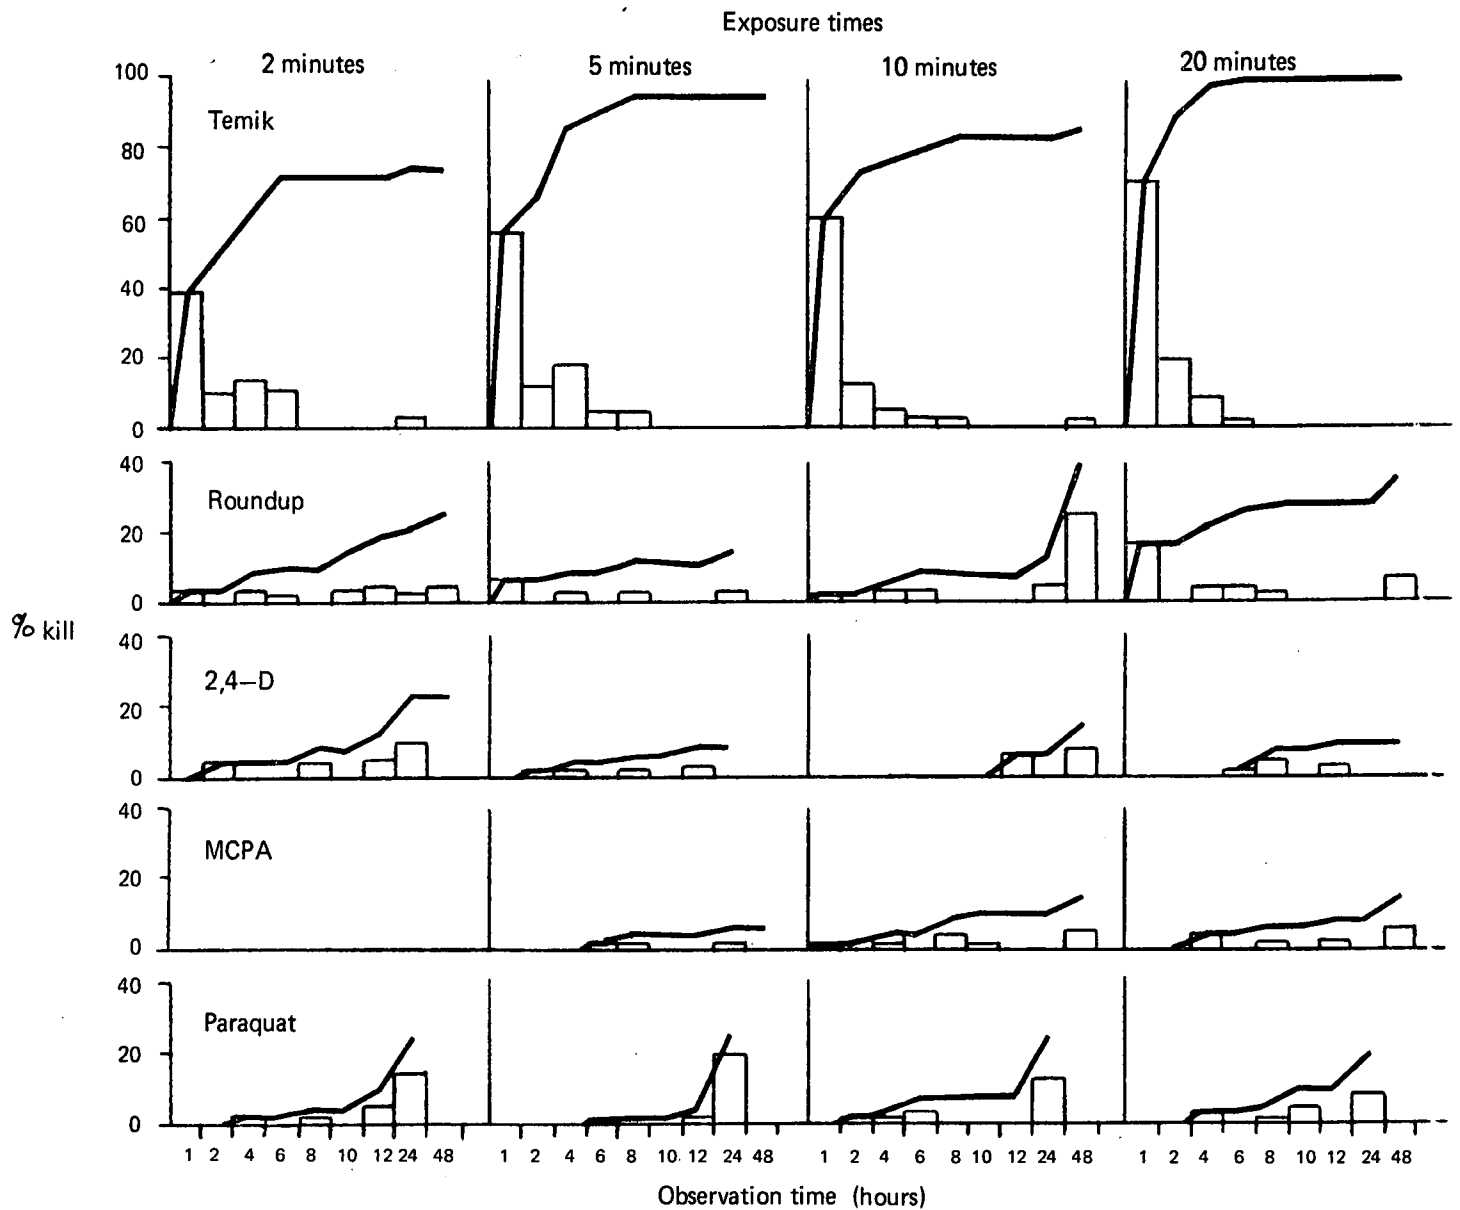 Exposure times
2 minutes 5 minutes 10 minutes 20 minutes
100
Temik
80
60
40
20
0
40
Roundup
20
0
% kill
40
2,4–D
20
0
40
MCPA
20
0
40
Paraquat
20
0
1 2 4 6 8 10 12 24 48 1 2 4 6 8 10 12 24 48 1 2 4 6 8 10 12 24 48 1 2 4 6 8 10 12 24 48
Observation time (hours)